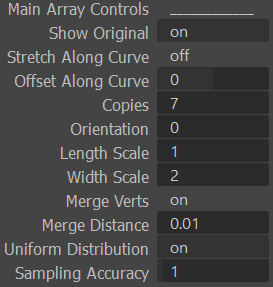 Main Array Controls ____________
Show Original on
Stretch Along Curve off
Offset Along Curve 0
Copies 7
Orientation 0
Length Scale 1
Width Scale 2
Merge Verts on
Merge Distance 0.01
Uniform Distribution on
Sampling Accuracy 1